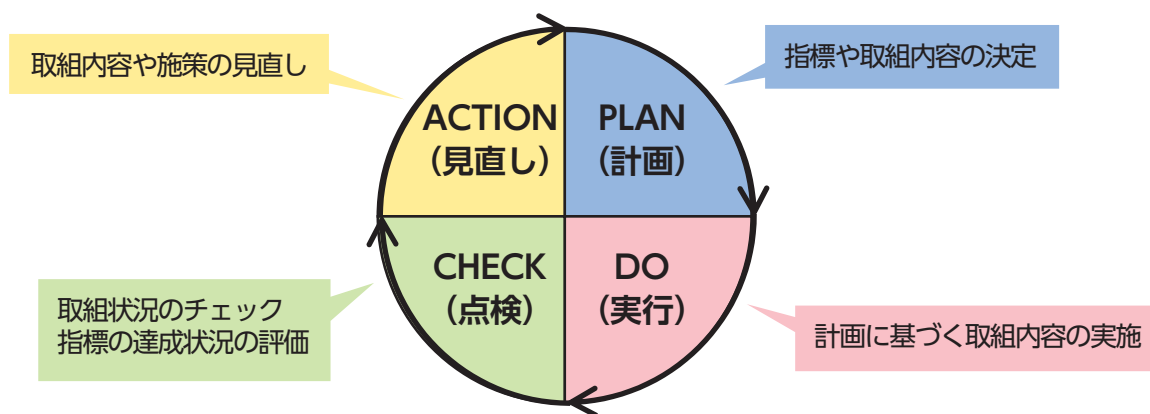 取組内容や施策の見直し
指標や取組内容の決定
ACTION
(見直し)
PLAN
(計画)
CHECK
(点検)
DO
(実行)
取組状況のチェック
指標の達成状況の評価
計画に基づく取組内容の実施